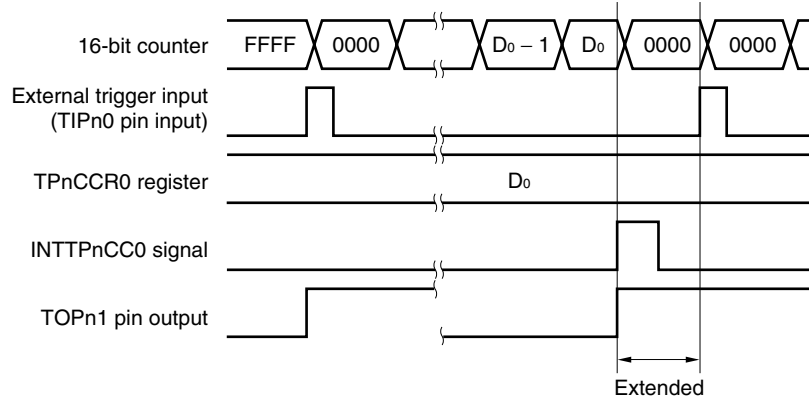 16-bit counter FFFF 0000 D0 − 1 D0 0000 0000
External trigger input
(TIPn0 pin input)
TPnCCR0 register D0
INTTPnCC0 signal
TOPn1 pin output
Extended